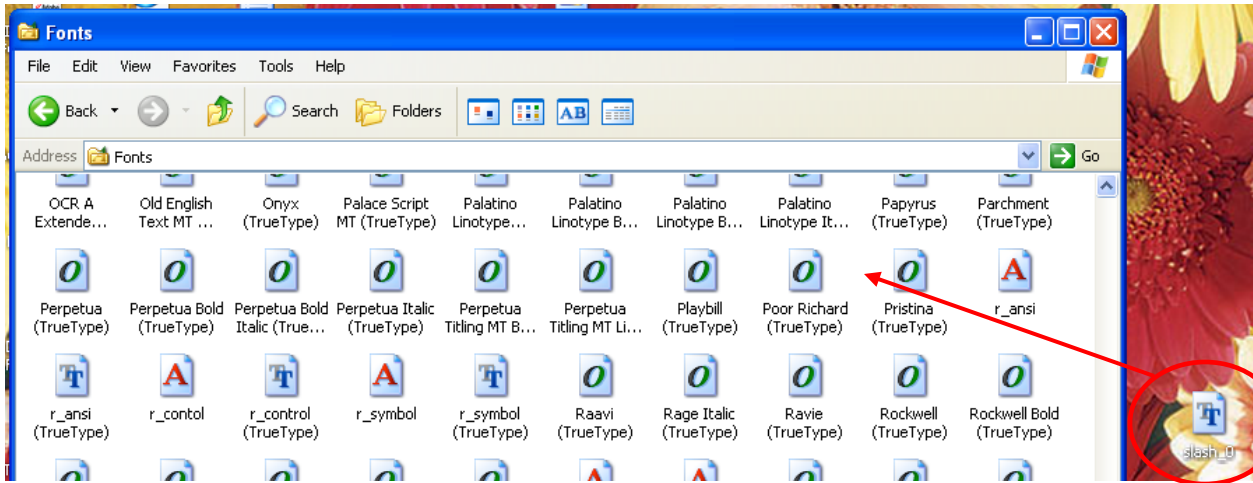 Fonts
File Edit View Favorites Tools Help
Back Search Folders AB
Address Fonts Go
OCR A Old English Onyx Palace Script Palatino Palatino Palatino Palatino Papyrus Parchment
Extende... Text MT ... (TrueType) MT (TrueType) Linotype... Linotype B... Linotype B... Linotype It... (TrueType) (TrueType)
Perpetua Perpetua Bold Perpetua Bold Perpetua Italic Perpetua Perpetua Playbill Poor Richard Pristina r_ansi
(TrueType) (TrueType) Italic (True... (TrueType) Titling MT B... Titling MT Li... (TrueType) (TrueType) (TrueType)
r_ansi r_contol r_control r_symbol r_symbol Raavi Rage Italic Ravie Rockwell Rockwell Bold
(TrueType) (TrueType) (TrueType) (TrueType) (TrueType) (TrueType) (TrueType) (TrueType)
slash_0